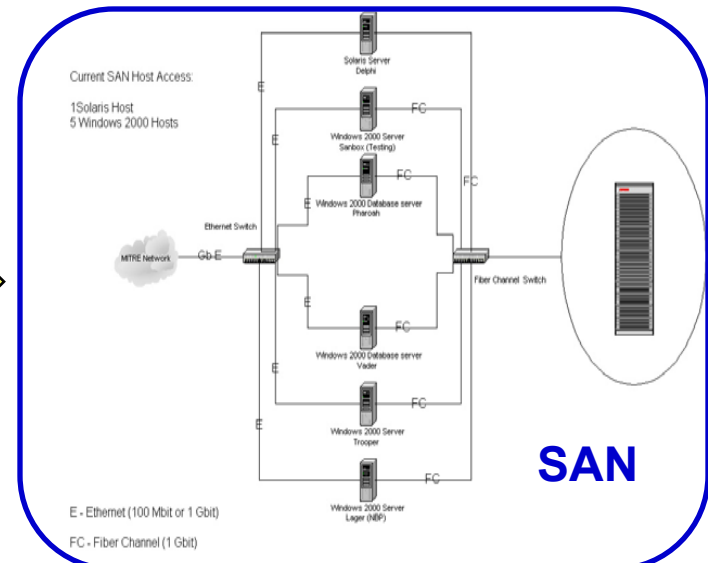 Solaris Server
Delphi
Current SAN Host Access:
1Solaris Host
5 Windows 2000 Hosts
E
FC
Windows 2000 Server
Sanbox (Testing)
E
FC
Windows 2000 Database server
Pharoah
E
FC
Ethernet Switch
MITRE Network
Gb E
Fiber Channel Switch
E
FC
Windows 2000 Database server
Vader
E
FC
Windows 2000 Server
Trooper
E
FC
SAN
Windows 2000 Server
Lager (NBP)
E - Ethernet (100 Mbit or 1 Gbit)
FC - Fiber Channel (1 Gbit)